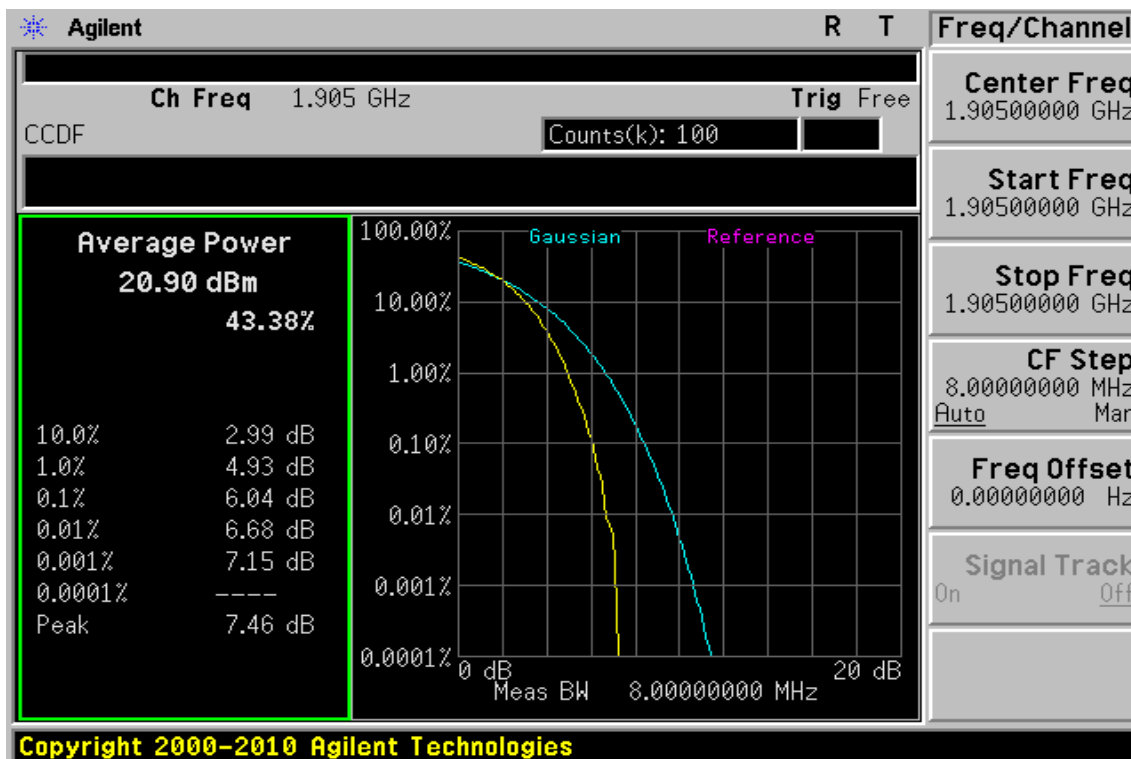 Agilent R T
Ch Freq 1.905 GHz Trig Free
CCDF
Counts(k): 100
Average Power
20.90 dBm
43.38%
10.0% 2.99 dB
1.0% 4.93 dB
0.1% 6.04 dB
0.01% 6.68 dB
0.001% 7.15 dB
0.0001% ----
Peak 7.46 dB
Gaussian Reference
100.00%
10.00%
1.00%
0.10%
0.01%
0.001%
0.0001%
0 dB 20 dB
Meas BW 8.00000000 MHz
Freq/Channel
Center Freq
1.90500000 GHz
Start Freq
1.90500000 GHz
Stop Freq
1.90500000 GHz
CF Step
8.00000000 MHz
Auto Man
Freq Offset
0.00000000 Hz
Signal Track
On Off
Copyright 2000-2010 Agilent Technologies